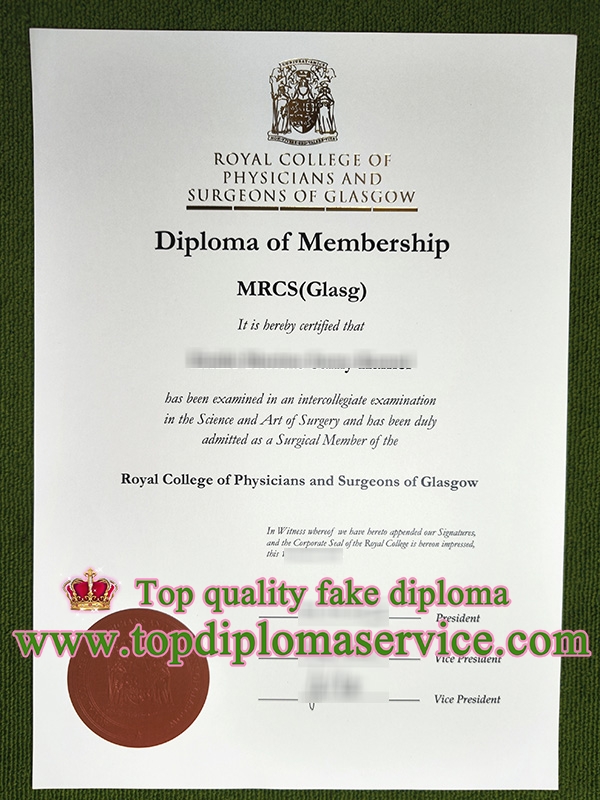 ROYAL COLLEGE OF
PHYSICIANS AND
SURGEONS OF GLASGOW
Diploma of Membership
MRCS(Glasg)
It is hereby certified that
has been examined in an intercollegiate examination
in the Science and Art of Surgery and has been duly
admitted as a Surgical Member of the
Royal College of Physicians and Surgeons of Glasgow
In Witness whereof we have hereto appended our Signatures,
and the Corporate Seal of the Royal College is hereon impressed,
this
Top quality fake diploma
President
www.topdiplomaservice.com
Vice President
Vice President